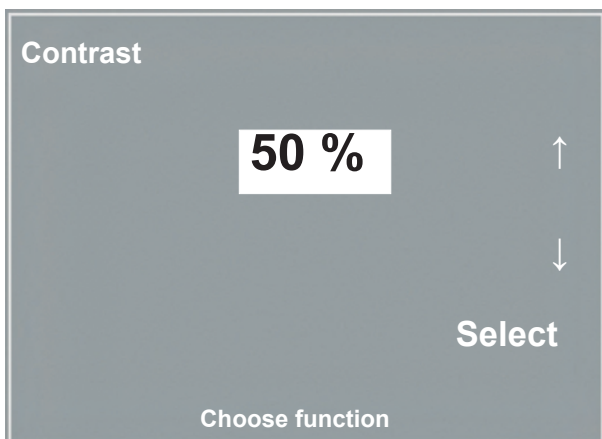 Contrast
50 %
↑
↓
Select
Choose function